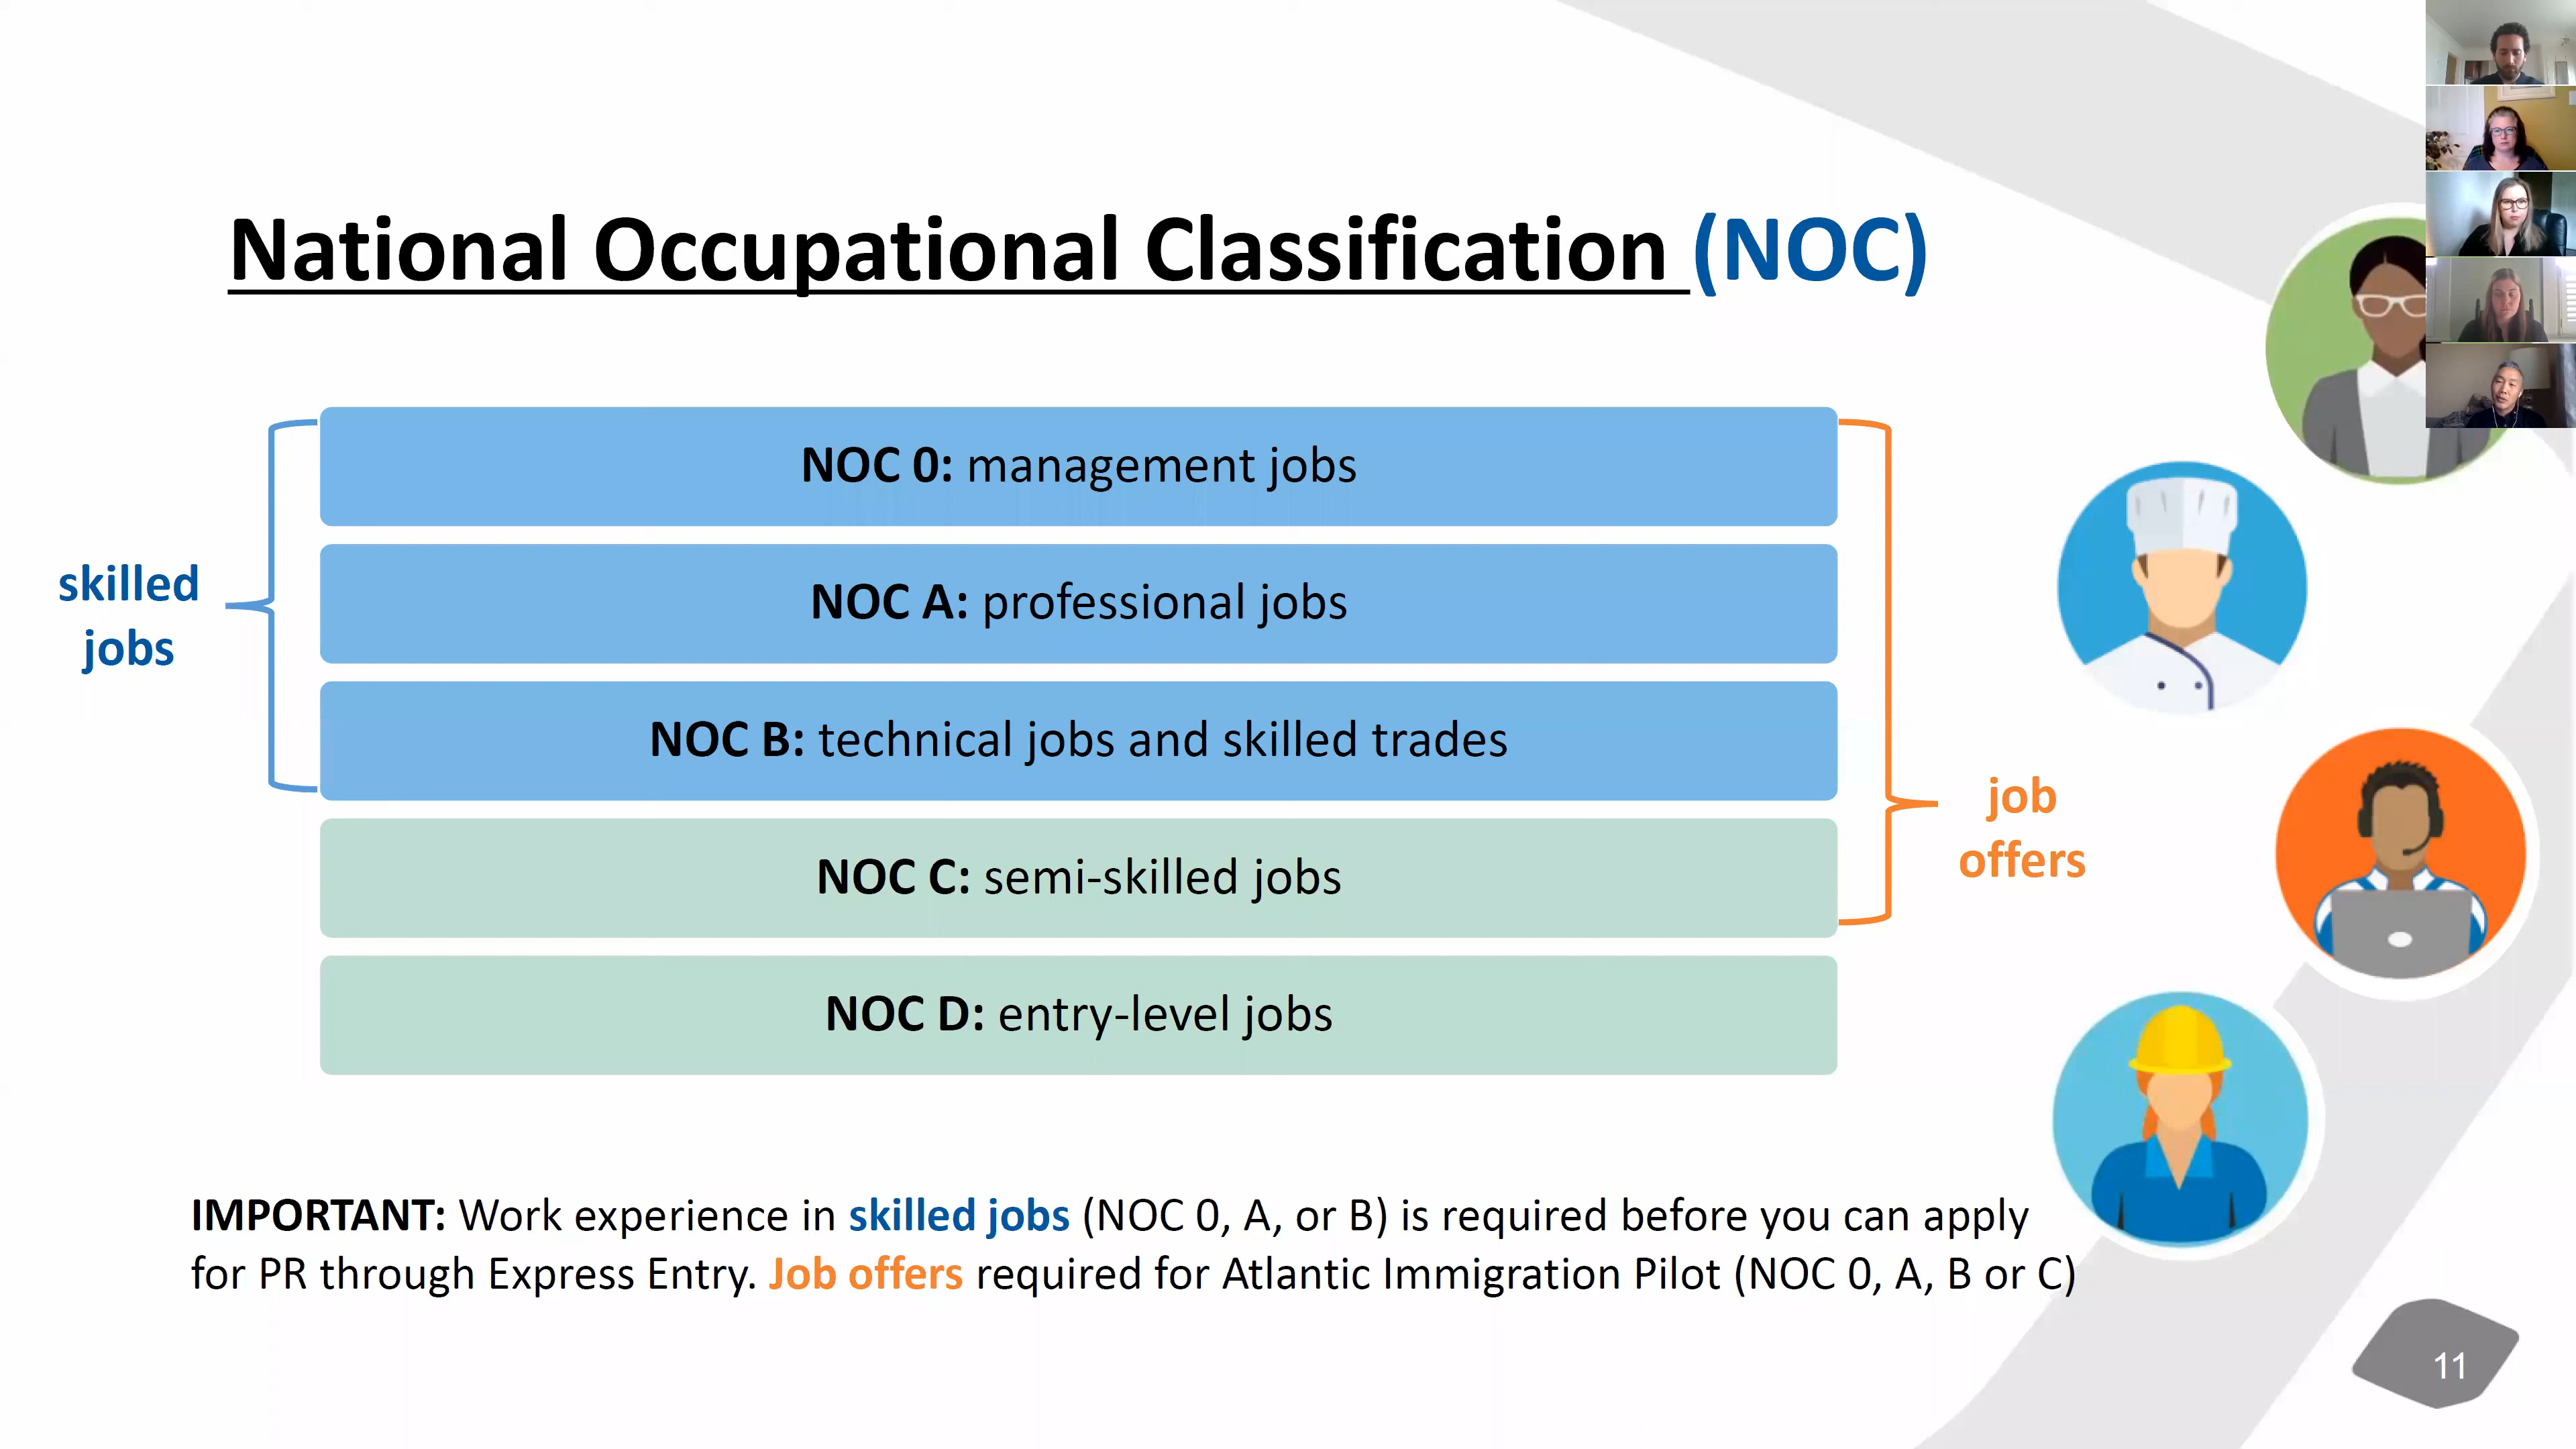 National Occupational Classification (NOC)
skilled
jobs
NOC 0: management jobs
NOC A: professional jobs
NOC B: technical jobs and skilled trades
NOC C: semi-skilled jobs
NOC D: entry-level jobs
job
offers
IMPORTANT: Work experience in skilled jobs (NOC 0, A, or B) is required before you can apply
for PR through Express Entry. Job offers required for Atlantic Immigration Pilot (NOC 0, A, B or C)
11